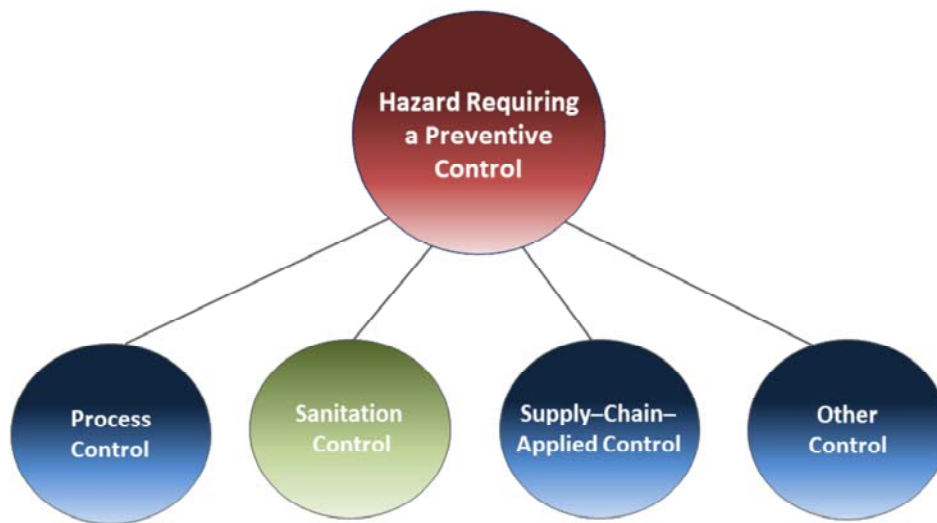 Hazard Requiring
a Preventive
Control
Process
Control
Sanitation
Control
Supply–Chain–
Applied Control
Other
Control